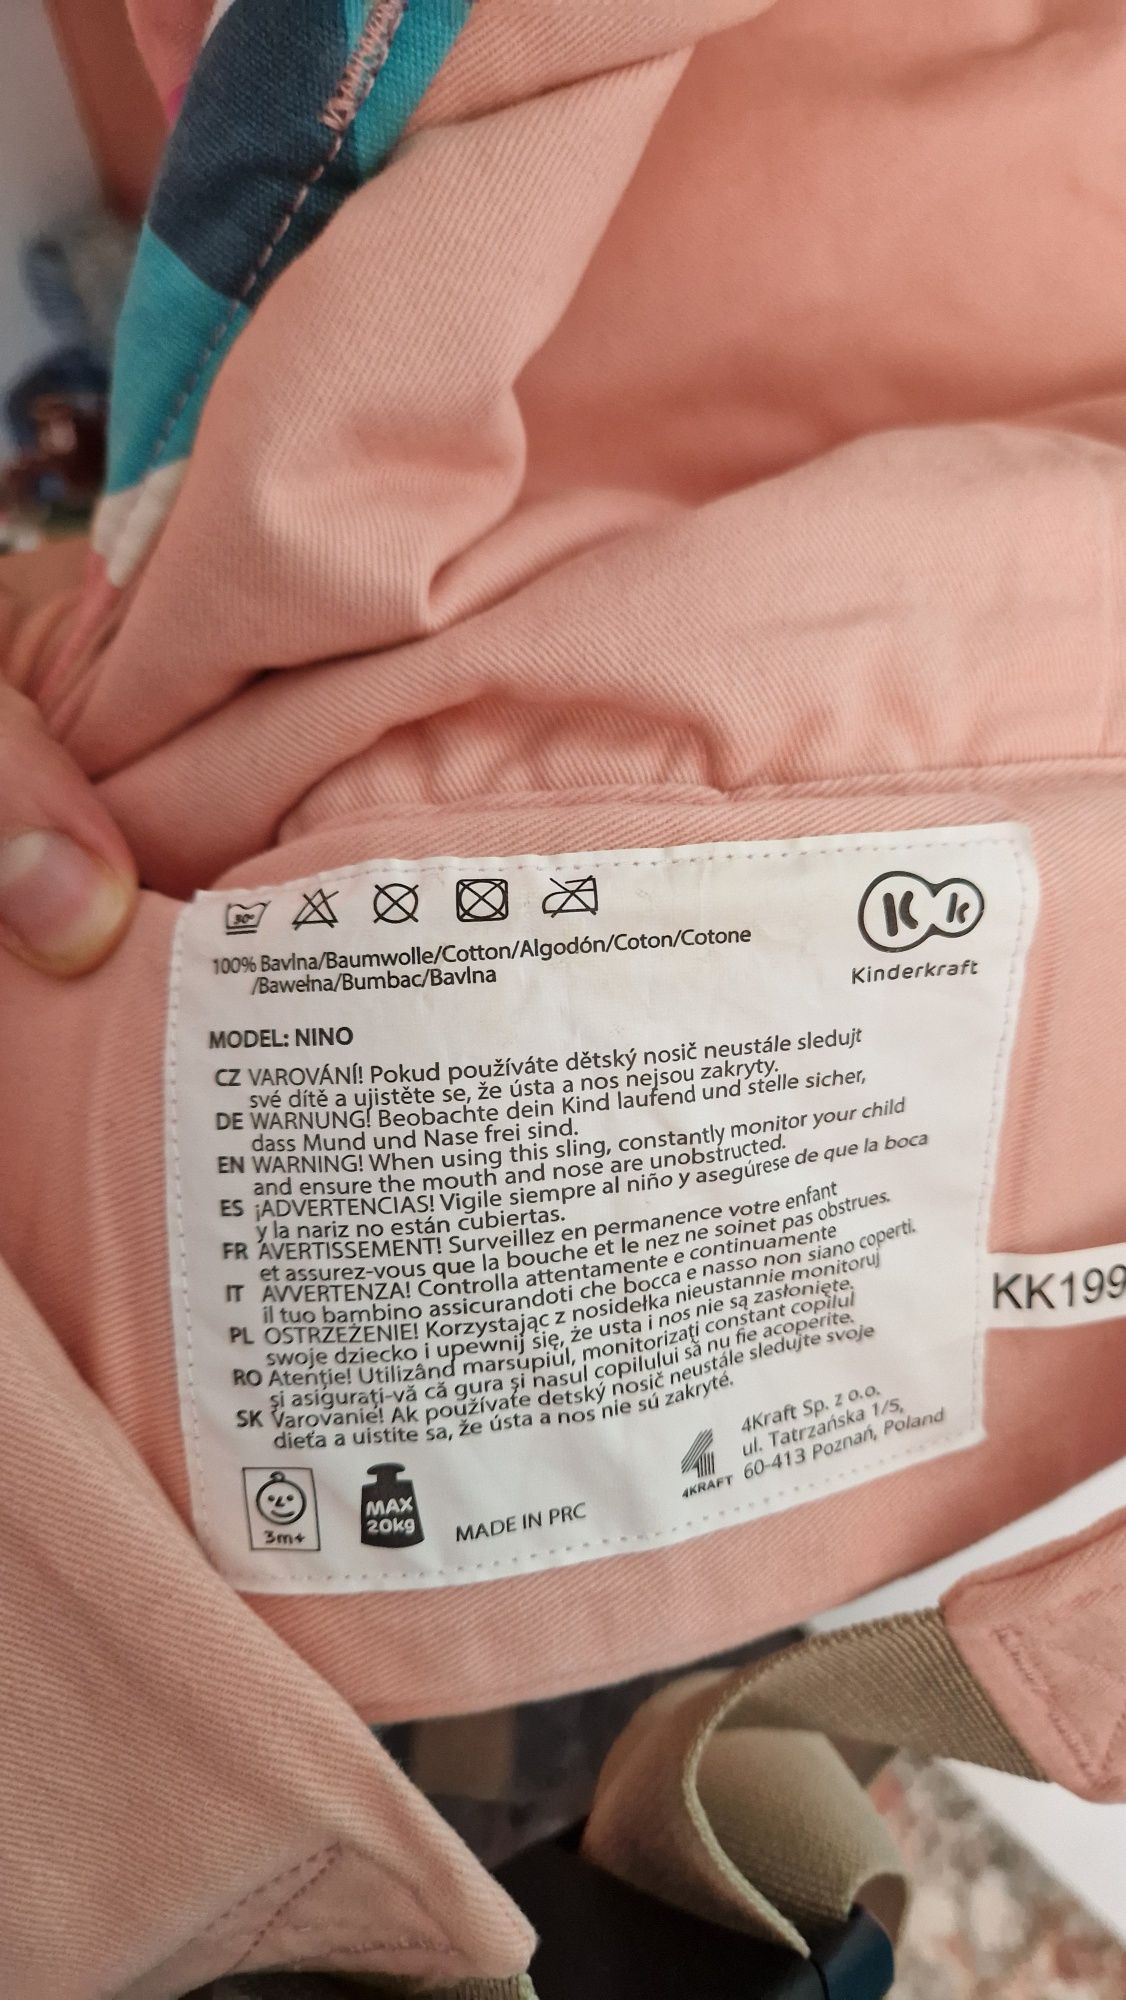 30°
K k
Kinderkraft
100% Bavlna/Baumwolle/Cotton/Algodón/Coton/Cotone
/Bawełna/Bumbac/Bavlna
MODEL: NINO
CZ VAROVÁNÍ! Pokud používáte dětský nosič neustále sledujt
své dítě a ujistěte se, že ústa a nos nejsou zakryty.
DE WARNUNG! Beobachte dein Kind laufend und stelle sicher,
dass Mund und Nase frei sind.
EN WARNING! When using this sling, constantly monitor your child
and ensure the mouth and nose are unobstructed.
ES ¡ADVERTENCIAS! Vigile siempre al niño y asegúrese de que la boca
y la nariz no están cubiertas.
FR AVERTISSEMENT! Surveillez en permanence votre enfant
et assurez-vous que la bouche et le nez ne soinet pas obstrues.
IT AVVERTENZA! Controlla attentamente e continuamente
il tuo bambino assicurandoti che bocca e nasso non siano coperti.
PL OSTRZEŻENIE! Korzystając z nosidełka nieustannie monitoruj
swoje dziecko i upewnij się, że usta i nos nie są zasłonięte.
RO Atenție! Utilizând marsupiul, monitorizați constant copilul
și asigurați-vă că gura și nasul copilului să nu fie acoperite.
SK Varovanie! Ak používate detský nosič neustále sledujte svoje
dieťa a uistite sa, že ústa a nos nie sú zakryté.
3m+
MAX
20kg
MADE IN PRC
4KRAFT
4Kraft Sp. z o.o.
ul. Tatrzańska 1/5,
60-413 Poznań, Poland
KK199